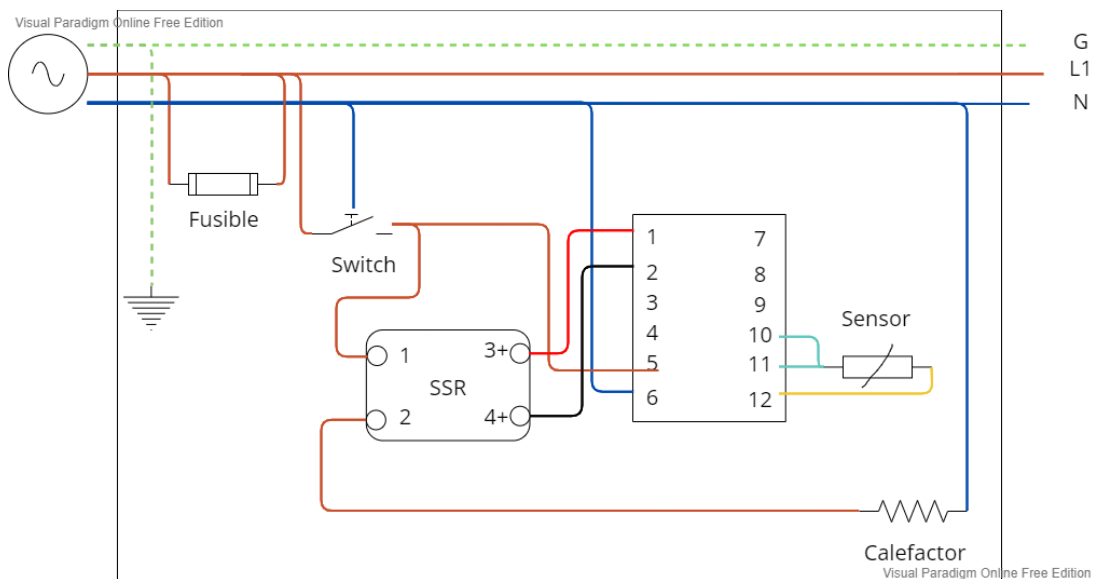 Visual Paradigm Online Free Edition
G
L1
N
Fusible
Switch
1
2
3
4
5
6
7
8
9
10
11
12
Sensor
1
2
SSR
3+
4+
Calefactor
Visual Paradigm Online Free Edition